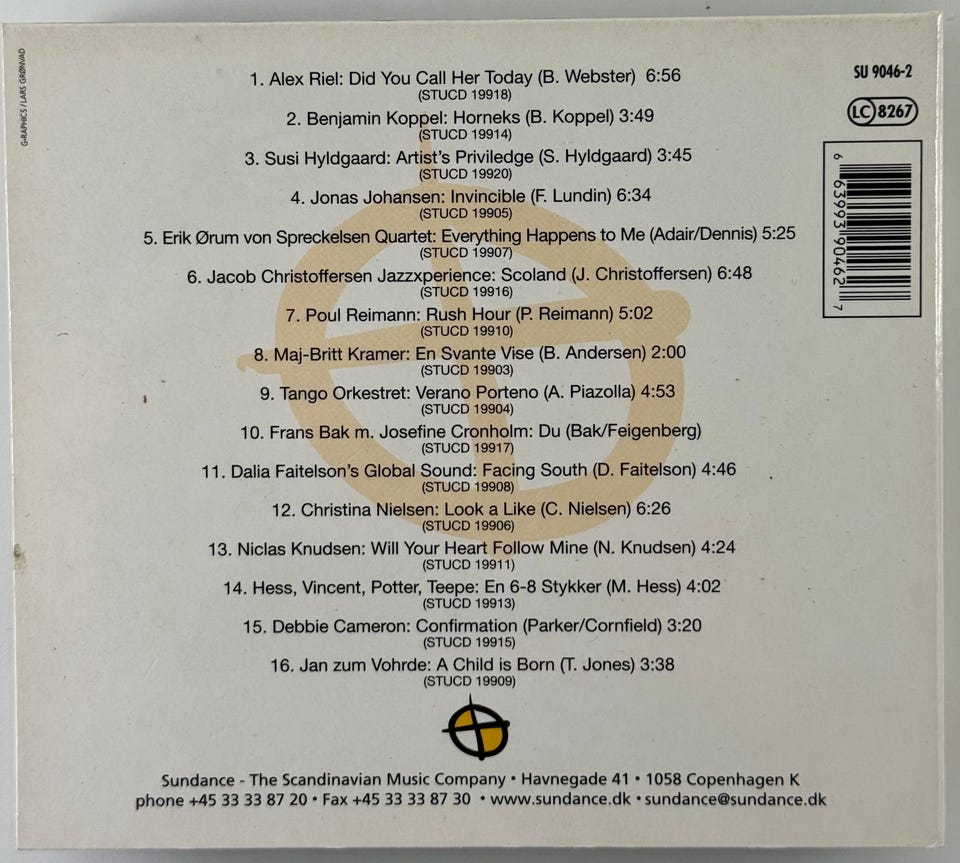 G-RAPHICS / LARS GRØNVAD
SU 9046-2
LC 8267
6 63993 90462 7
1. Alex Riel: Did You Call Her Today (B. Webster) 6:56
(STUCD 19918)
2. Benjamin Koppel: Horneks (B. Koppel) 3:49
(STUCD 19914)
3. Susi Hyldgaard: Artist's Priviledge (S. Hyldgaard) 3:45
(STUCD 19920)
4. Jonas Johansen: Invincible (F. Lundin) 6:34
(STUCD 19905)
5. Erik Ørum von Spreckelsen Quartet: Everything Happens to Me (Adair/Dennis) 5:25
(STUCD 19907)
6. Jacob Christoffersen Jazzxperience: Scoland (J. Christoffersen) 6:48
(STUCD 19916)
7. Poul Reimann: Rush Hour (P. Reimann) 5:02
(STUCD 19910)
8. Maj-Britt Kramer: En Svante Vise (B. Andersen) 2:00
(STUCD 19903)
9. Tango Orkestret: Verano Porteno (A. Piazolla) 4:53
(STUCD 19904)
10. Frans Bak m. Josefine Cronholm: Du (Bak/Feigenberg)
(STUCD 19917)
11. Dalia Faitelson's Global Sound: Facing South (D. Faitelson) 4:46
(STUCD 19908)
12. Christina Nielsen: Look a Like (C. Nielsen) 6:26
(STUCD 19906)
13. Niclas Knudsen: Will Your Heart Follow Mine (N. Knudsen) 4:24
(STUCD 19911)
14. Hess, Vincent, Potter, Teepe: En 6-8 Stykker (M. Hess) 4:02
(STUCD 19913)
15. Debbie Cameron: Confirmation (Parker/Cornfield) 3:20
(STUCD 19915)
16. Jan zum Vohrde: A Child is Born (T. Jones) 3:38
(STUCD 19909)
Sundance - The Scandinavian Music Company • Havnegade 41 • 1058 Copenhagen K
phone +45 33 33 87 20 • Fax +45 33 33 87 30 • www.sundance.dk • sundance@sundance.dk